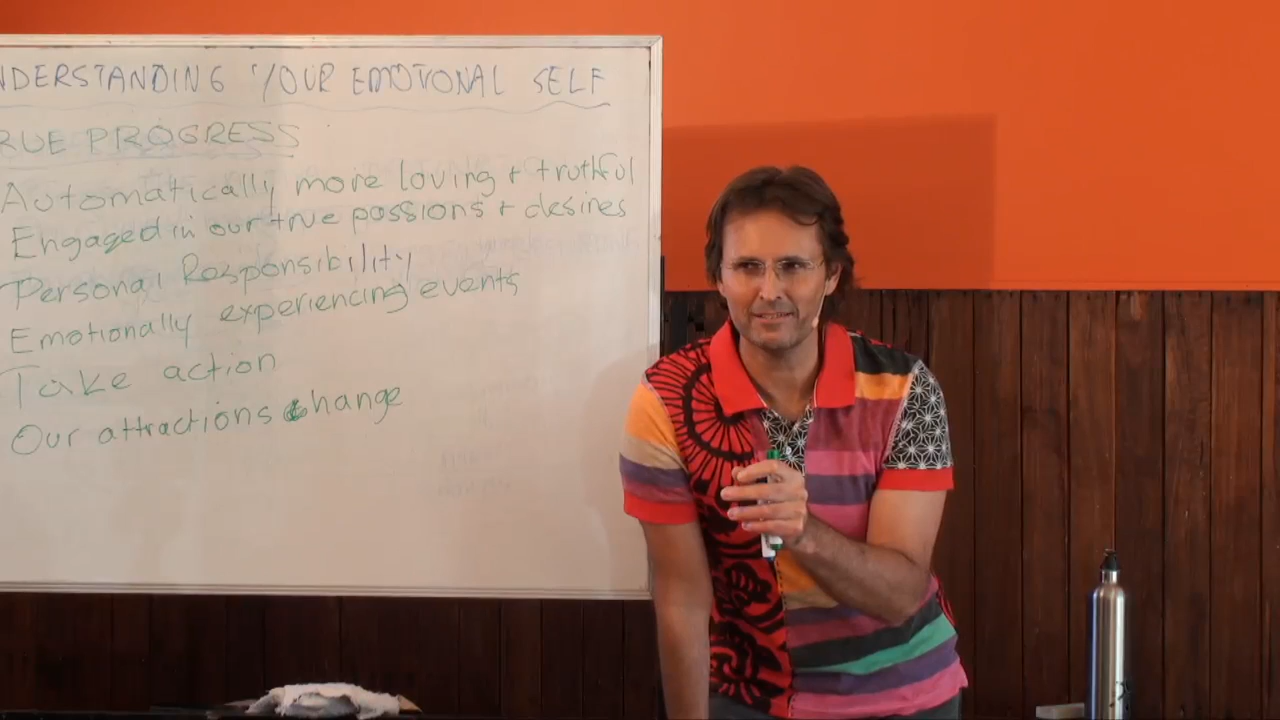 NDERSTANDING YOUR EMOTIONAL SELF
RUE PROGRESS
Automatically more loving + truthful
Engaged in our true passions + desires
Personal Responsibility
Emotionally experiencing events
Take action
Our attractions change